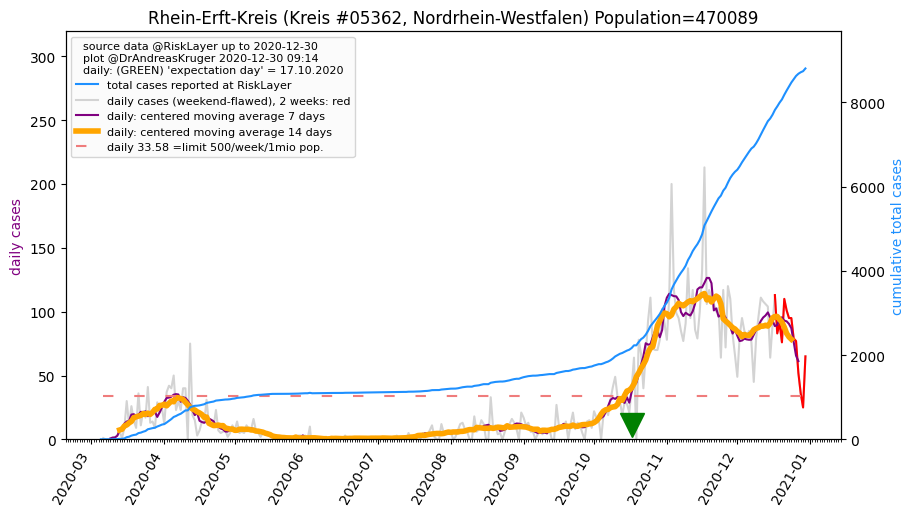 Rhein-Erft-Kreis (Kreis #05362, Nordrhein-Westfalen) Population=470089
source data @RiskLayer up to 2020-12-30
plot @DrAndreasKruger 2020-12-30 09:14
daily: (GREEN) 'expectation day' = 17.10.2020
total cases reported at RiskLayer
daily cases (weekend-flawed), 2 weeks: red
daily: centered moving average 7 days
daily: centered moving average 14 days
daily 33.58 =limit 500/week/1mio pop.
daily cases
300
250
200
150
100
50
0
cumulative total cases
8000
6000
4000
2000
0
2020-03
2020-04
2020-05
2020-06
2020-07
2020-08
2020-09
2020-10
2020-11
2020-12
2021-01